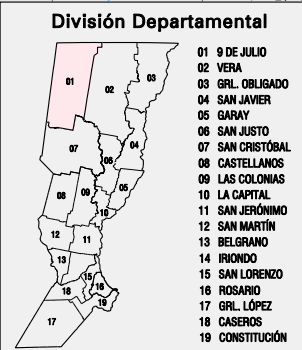 División Departamental
01 9 DE JULIO
02 VERA
03 GRL. OBLIGADO
04 SAN JAVIER
05 GARAY
06 SAN JUSTO
07 SAN CRISTÓBAL
08 CASTELLANOS
09 LAS COLONIAS
10 LA CAPITAL
11 SAN JERÓNIMO
12 SAN MARTÍN
13 BELGRANO
14 IRIONDO
15 SAN LORENZO
16 ROSARIO
17 GRL. LÓPEZ
18 CASEROS
19 CONSTITUCIÓN
01
02
03
04
07
06
05
08
09
10
12
11
13
15
16
18
19
17